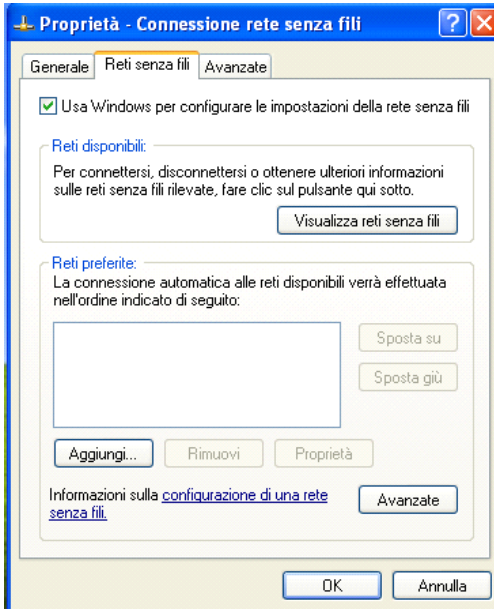 Proprietà - Connessione rete senza fili
Generale Reti senza fili Avanzate
Usa Windows per configurare le impostazioni della rete senza fili
Reti disponibili:
Per connettersi, disconnettersi o ottenere ulteriori informazioni
sulle reti senza fili rilevate, fare clic sul pulsante qui sotto.
Visualizza reti senza fili
Reti preferite:
La connessione automatica alle reti disponibili verrà effettuata
nell'ordine indicato di seguito:
Sposta su
Sposta giù
Aggiungi... Rimuovi Proprietà
Informazioni sulla configurazione di una rete
senza fili.
Avanzate
OK Annulla